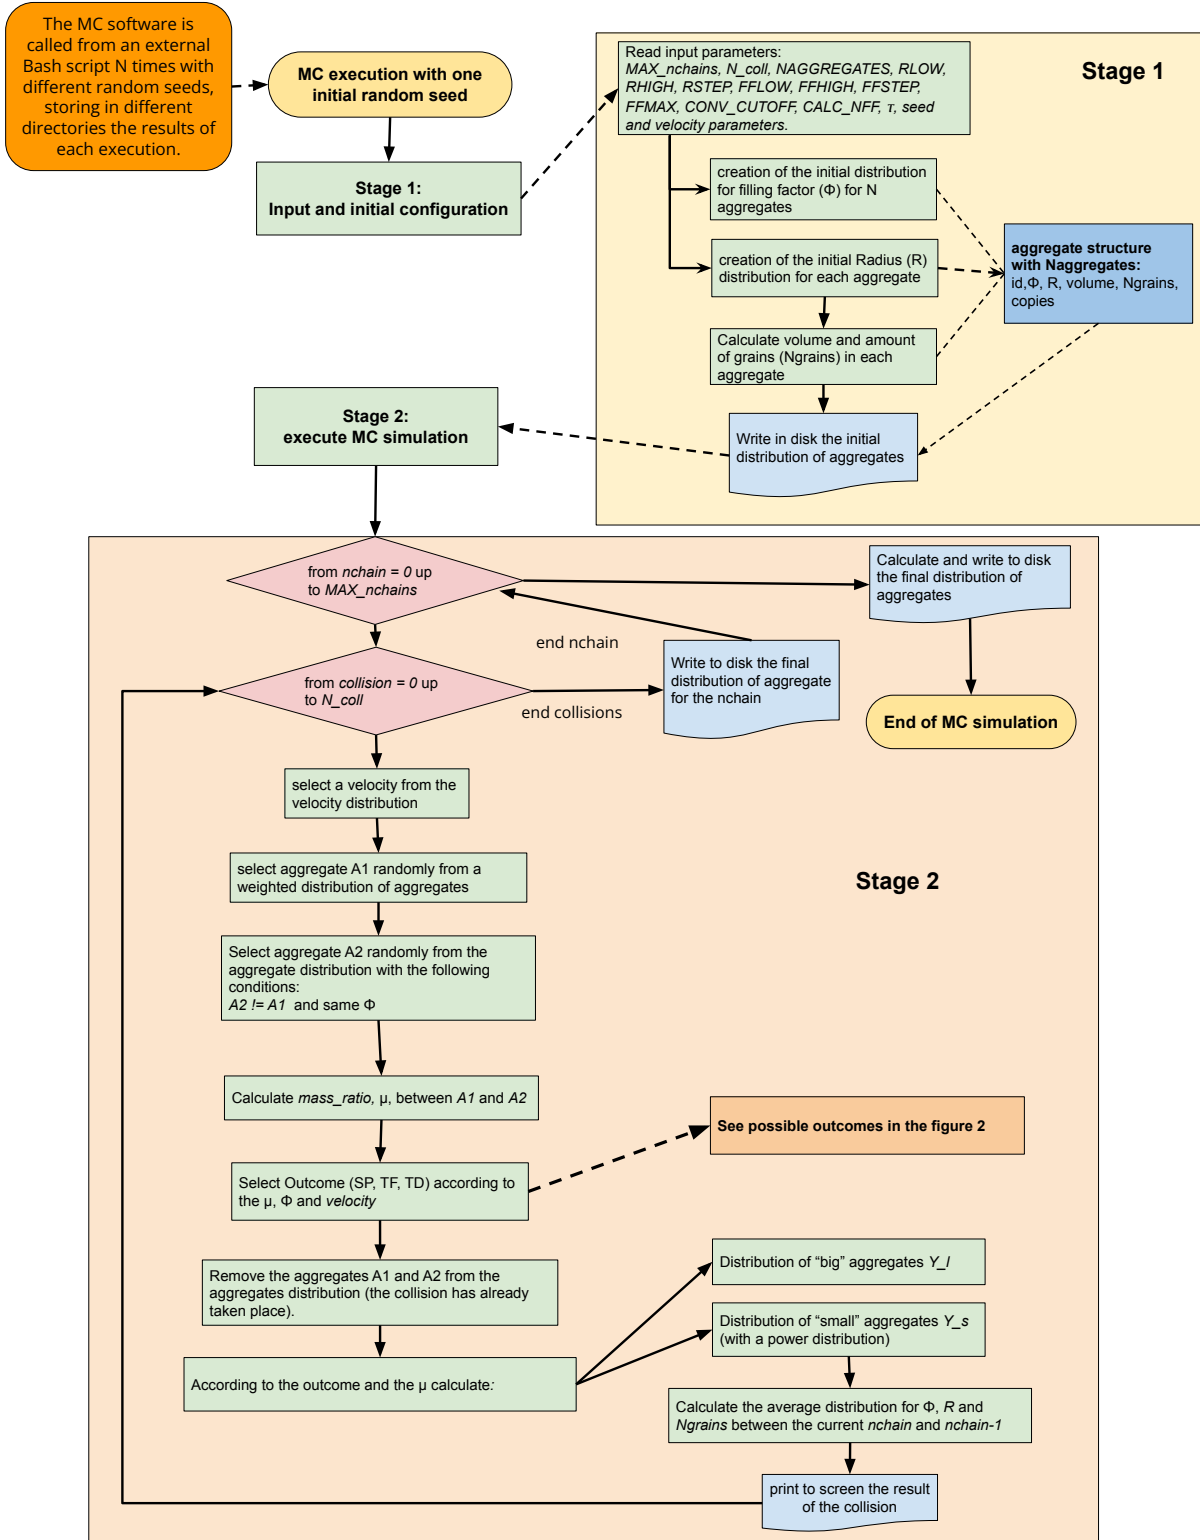 The MC software is
called from an external
Bash script N times with
different random seeds,
storing in different
directories the results of
each execution.
MC execution with one
initial random seed
Stage 1:
Input and initial configuration
Stage 1
Read input parameters:
MAX_nchains, N_coll, NAGGREGATES, RLOW,
RHIGH, RSTEP, FFLOW, FFHIGH, FFSTEP,
FFMAX, CONV_CUTOFF, CALC_NFF, τ, seed
and velocity parameters.
creation of the initial distribution
for filling factor (Φ) for N
aggregates
creation of the initial Radius (R)
distribution for each aggregate
aggregate structure
with Naggregates:
id,Φ, R, volume, Ngrains,
copies
Calculate volume and amount
of grains (Ngrains) in each
aggregate
Write in disk the initial
distribution of aggregates
Stage 2:
execute MC simulation
from nchain = 0 up
to MAX_nchains
Calculate and write to disk
the final distribution of
aggregates
end nchain
from collision = 0 up
to N_coll
end collisions
Write to disk the final
distribution of aggregate
for the nchain
End of MC simulation
select a velocity from the
velocity distribution
select aggregate A1 randomly from a
weighted distribution of aggregates
Stage 2
Select aggregate A2 randomly from the
aggregate distribution with the following
conditions:
A2 != A1 and same Φ
Calculate mass_ratio, μ, between A1 and A2
See possible outcomes in the figure 2
Select Outcome (SP, TF, TD) according to
the μ, Φ and velocity
Remove the aggregates A1 and A2 from the
aggregates distribution (the collision has already
taken place).
According to the outcome and the μ calculate:
Distribution of “big” aggregates Y_l
Distribution of “small” aggregates Y_s
(with a power distribution)
Calculate the average distribution for Φ, R and
Ngrains between the current nchain and nchain-1
print to screen the result
of the collision